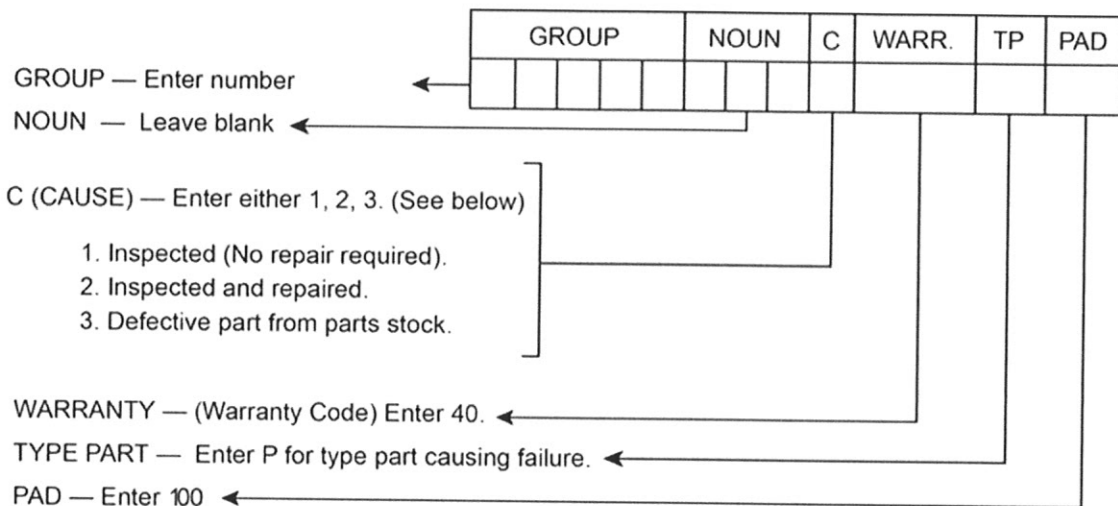 GROUP NOUN C WARR. TP PAD
GROUP — Enter number
NOUN — Leave blank
C (CAUSE) — Enter either 1, 2, 3. (See below)
1. Inspected (No repair required).
2. Inspected and repaired.
3. Defective part from parts stock.
WARRANTY — (Warranty Code) Enter 40.
TYPE PART — Enter P for type part causing failure.
PAD — Enter 100